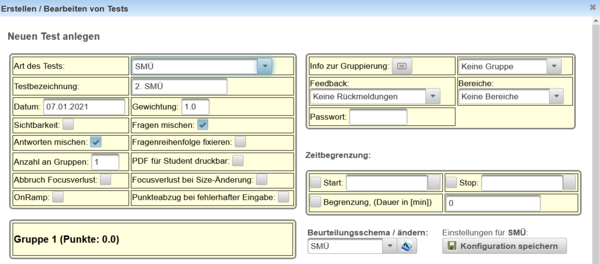 Erstellen / Bearbeiten von Tests
Neuen Test anlegen
Art des Tests: SMÜ
Testbezeichnung: 2. SMÜ
Datum: 07.01.2021 Gewichtung: 1.0
Sichtbarkeit: Fragen mischen:
Antworten mischen: Fragenreihenfolge fixieren:
Anzahl an Gruppen: 1 PDF für Student druckbar:
Abbruch Focusverlust: Focusverlust bei Size-Änderung:
OnRamp: Punkteabzug bei fehlerhafter Eingabe:
Gruppe 1 (Punkte: 0.0)
Info zur Gruppierung: Keine Gruppe
Feedback: Bereiche:
Keine Rückmeldungen Keine Bereiche
Passwort:
Zeitbegrenzung:
Start: Stop:
Begrenzung, (Dauer in [min]) 0
Beurteilungsschema / ändern: Einstellungen für SMÜ:
SMÜ Konfiguration speichern